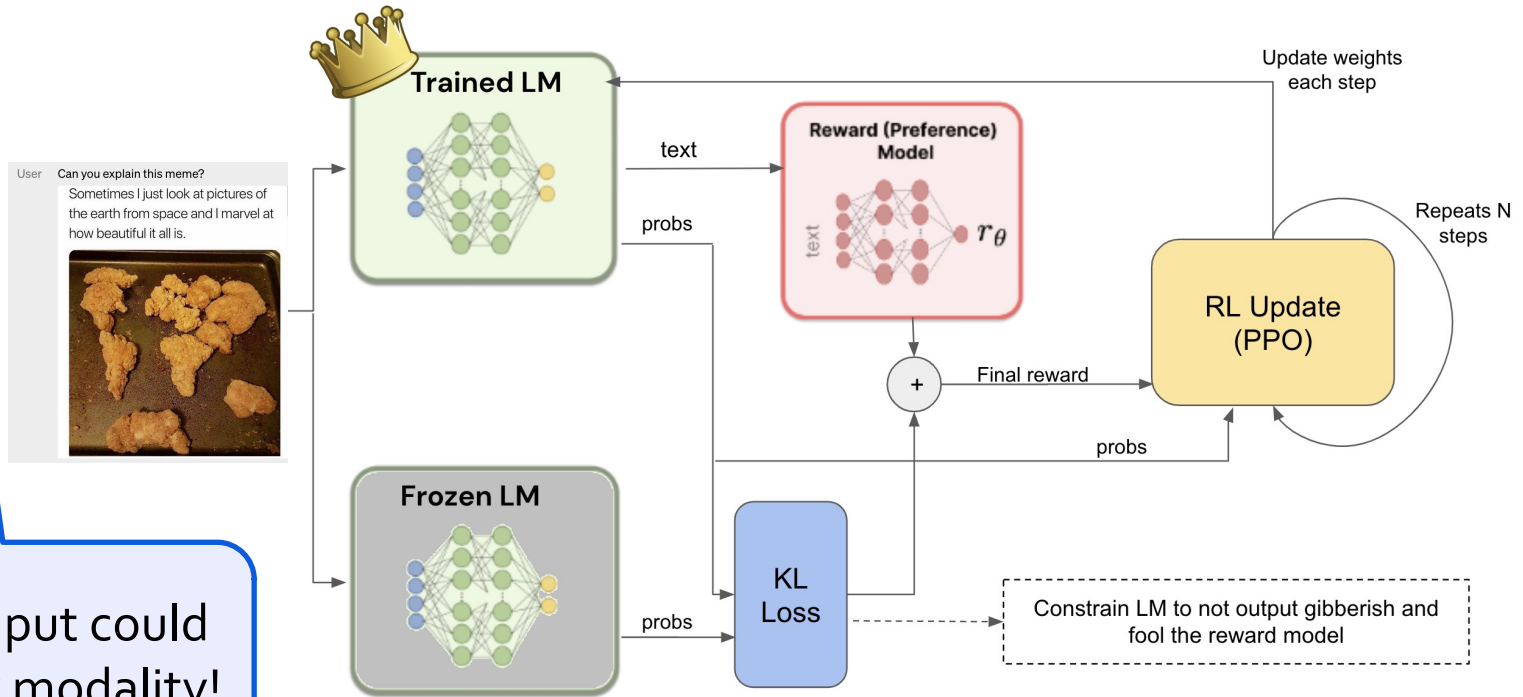 Trained LM
Update weights
each step
Reward (Preference)
Model
text
text
rθ
probs
Repeats N
steps
User Can you explain this meme?
Sometimes I just look at pictures of
the earth from space and I marvel at
how beautiful it all is.
RL Update
(PPO)
+
Final reward
probs
Frozen LM
KL
Loss
probs
Constrain LM to not output gibberish and
fool the reward model
put could
modality!